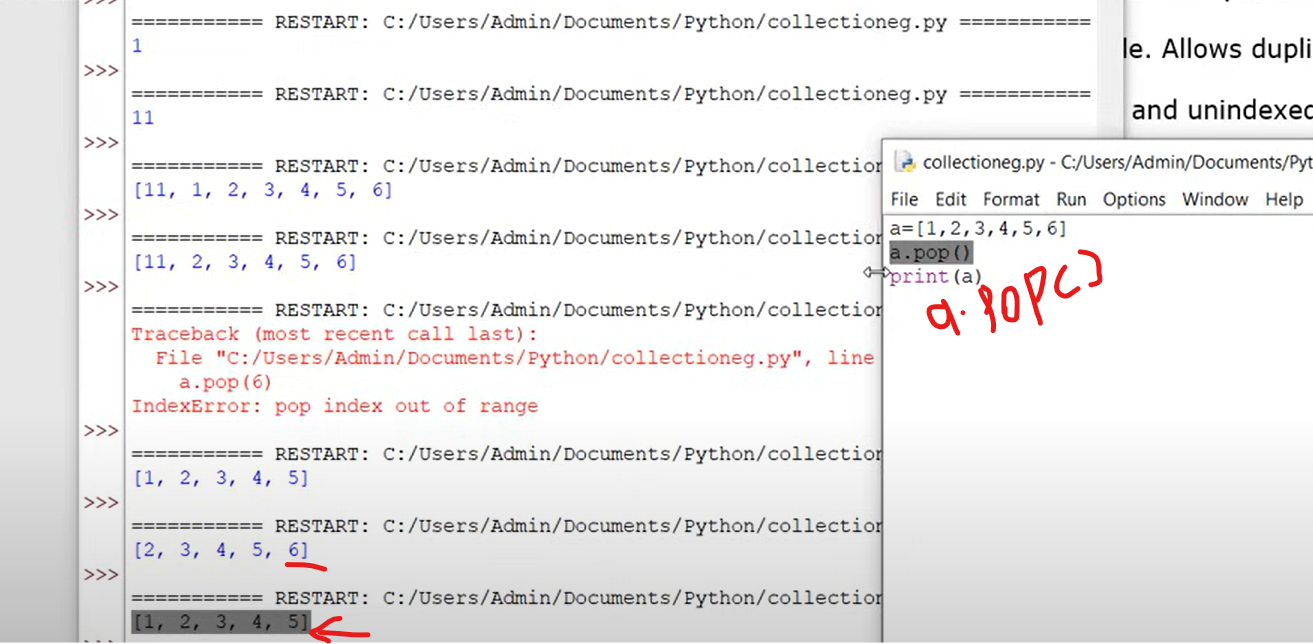 >>>
=========== RESTART: C:/Users/Admin/Documents/Python/collectioneg.py ===========
1
>>>
=========== RESTART: C:/Users/Admin/Documents/Python/collectioneg.py ===========
11
>>>
=========== RESTART: C:/Users/Admin/Documents/Python/collection
[11, 1, 2, 3, 4, 5, 6]
>>>
=========== RESTART: C:/Users/Admin/Documents/Python/collection
[11, 2, 3, 4, 5, 6]
>>>
=========== RESTART: C:/Users/Admin/Documents/Python/collection
Traceback (most recent call last):
File "C:/Users/Admin/Documents/Python/collectioneg.py", line
a.pop(6)
IndexError: pop index out of range
>>>
=========== RESTART: C:/Users/Admin/Documents/Python/collection
[1, 2, 3, 4, 5]
>>>
=========== RESTART: C:/Users/Admin/Documents/Python/collection
[2, 3, 4, 5, 6]
>>>
=========== RESTART: C:/Users/Admin/Documents/Python/collection
[1, 2, 3, 4, 5]
le. Allows dupli
and unindexed
collectioneg.py - C:/Users/Admin/Documents/Pyt
File Edit Format Run Options Window Help
a=[1,2,3,4,5,6]
a.pop()
print(a)
a.POP()